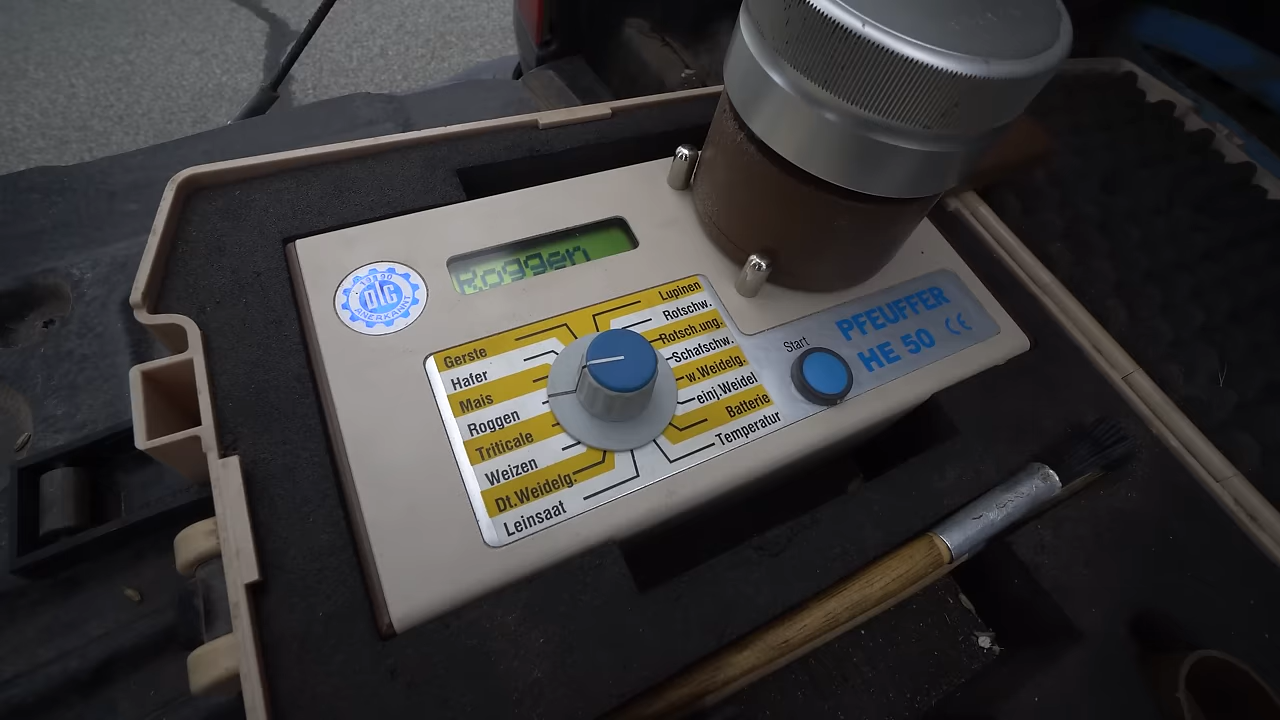 Roggen
19990
DLG
ANERKANNT
Gerste
Hafer
Mais
Roggen
Triticale
Weizen
Dt.Weidelg.
Leinsaat
Lupinen
Rotschw.
Rotsch.ung.
Schafschw.
w.Weidelg.
einj.Weidel
Batterie
Temperatur
Start
PFEUFFER
HE 50 CE